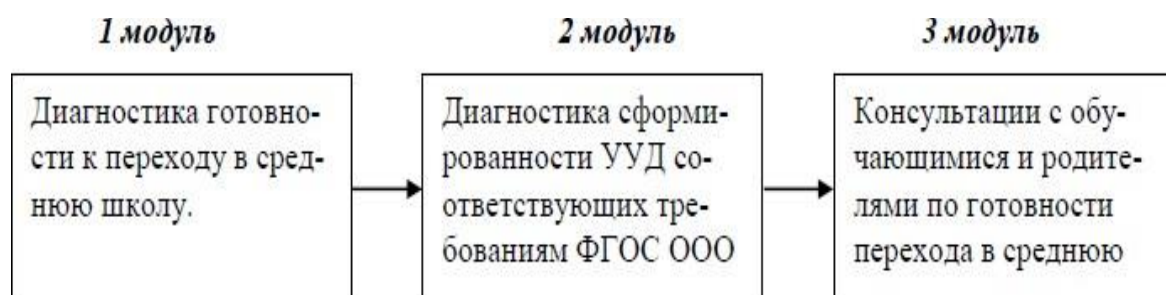 1 модуль
2 модуль
3 модуль
Диагностика готовно-
сти к переходу в сред-
нюю школу.
Диагностика сформи-
рованности УУД со-
ответствующих тре-
бованиям ФГОС ООО
Консультации с обу-
чающимися и родите-
лями по готовности
перехода в среднюю